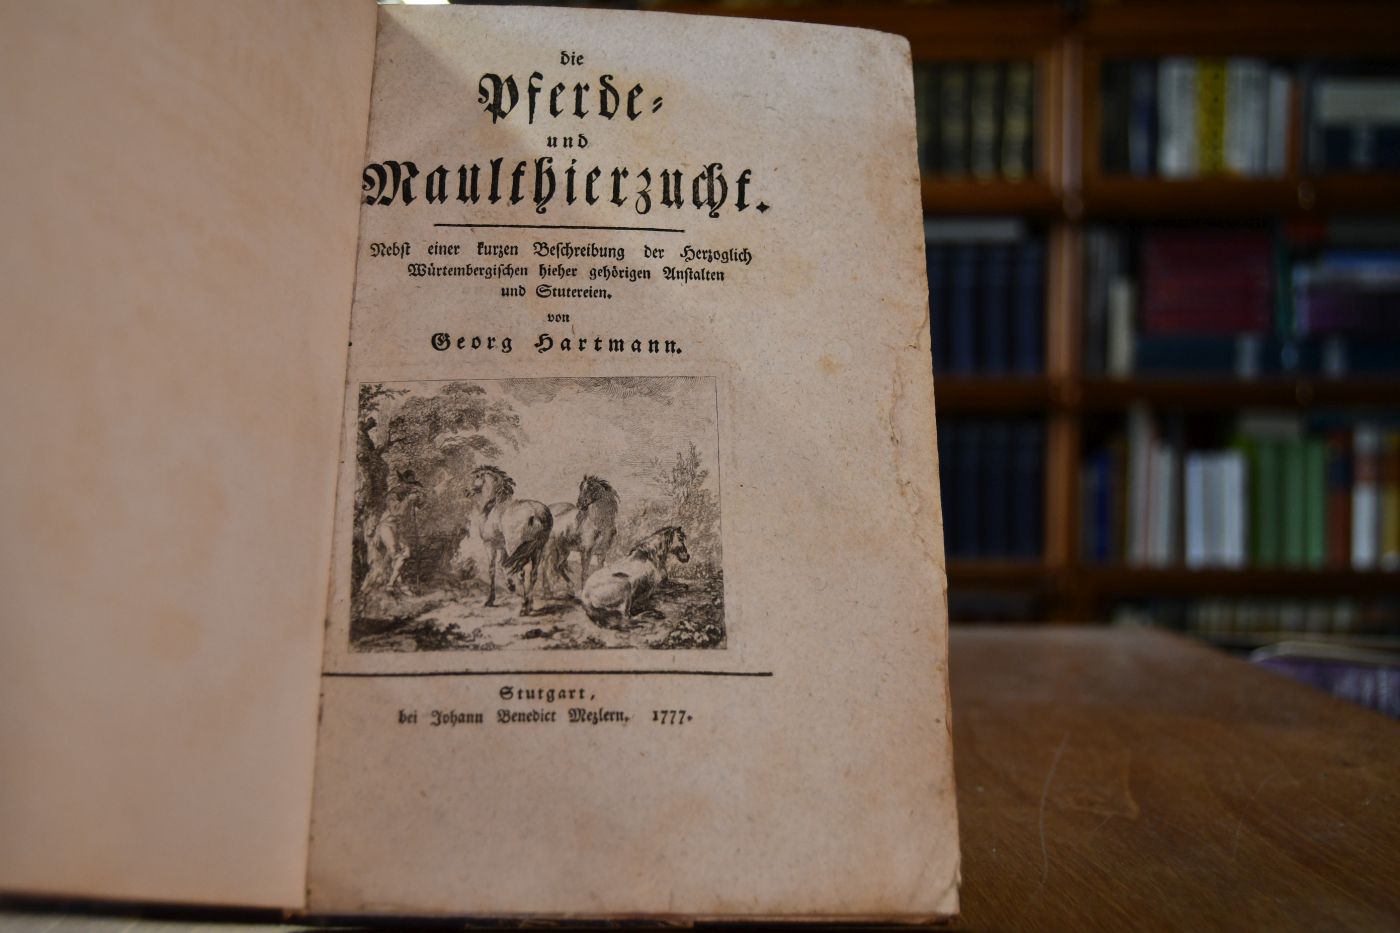 die
Pferde-
und
Maulthierzucht.
Nebst einer kurzen Beschreibung der Herzoglich
Würtembergischen hieher gehörigen Anstalten
und Stutereien.
von
Georg Hartmann.
Stutgart,
bei Johann Benedict Mezlern. 1777.